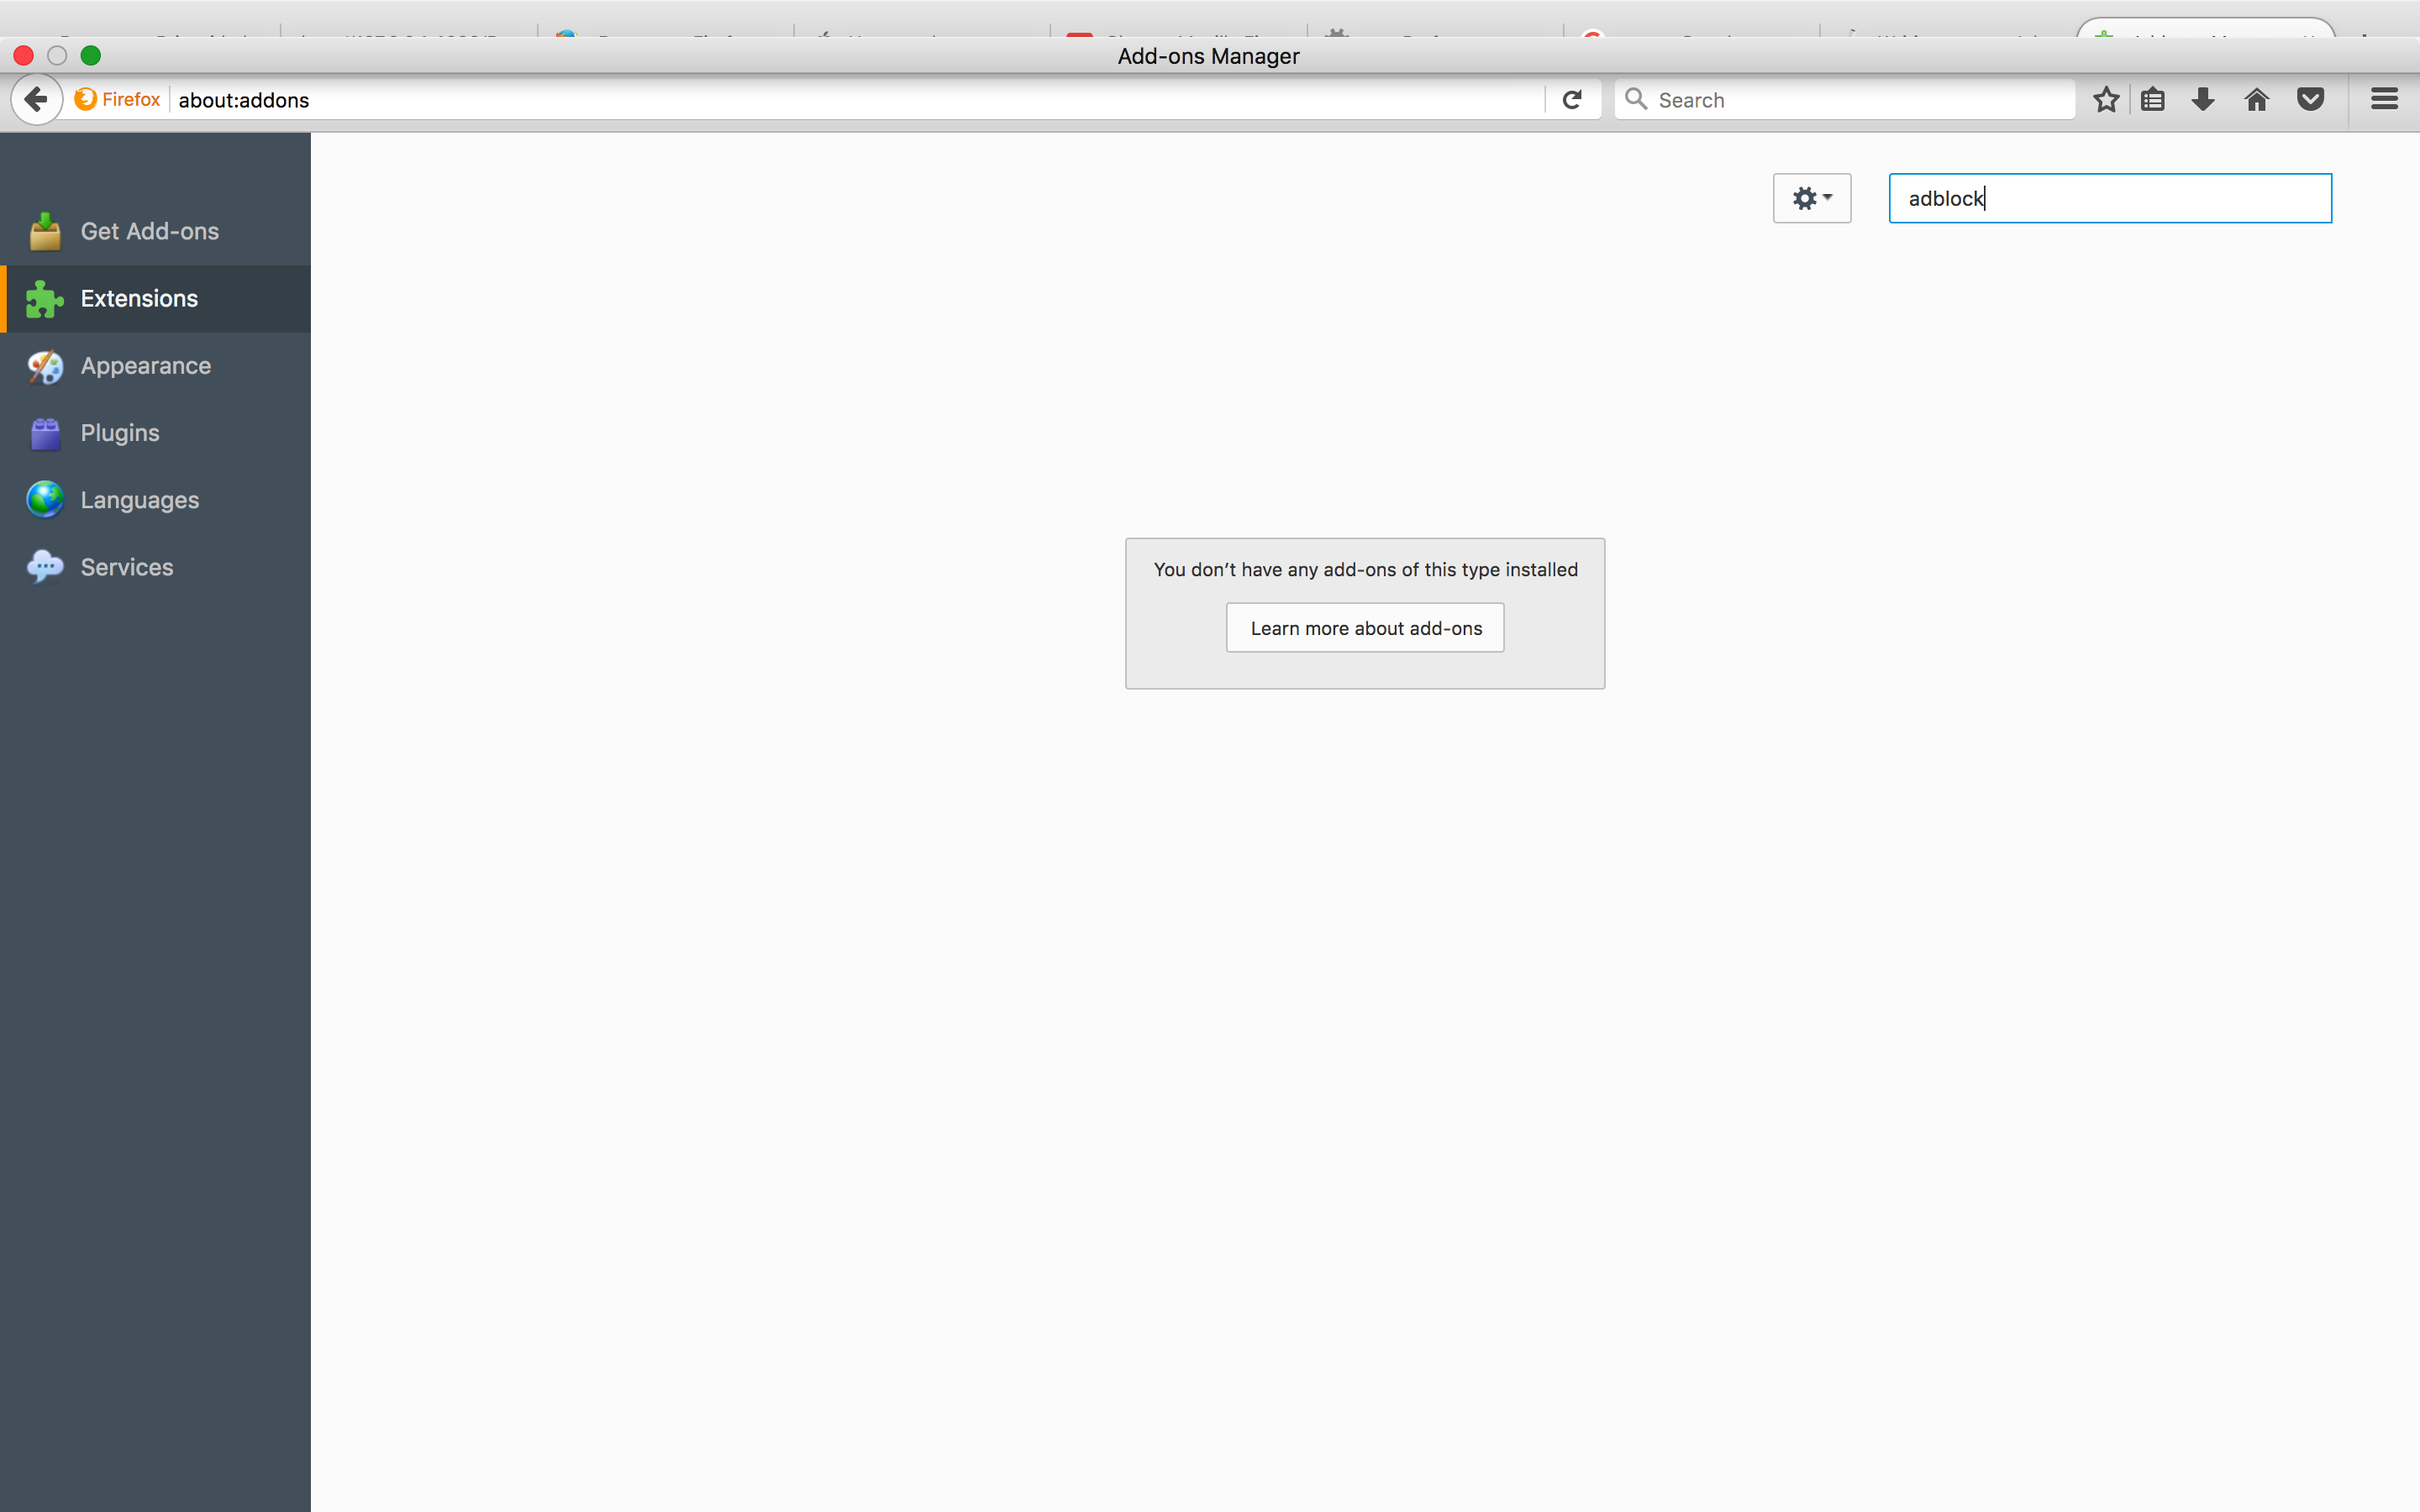 Add-ons Manager
Firefox about:addons
Search
adblock
Get Add-ons
Extensions
Appearance
Plugins
Languages
Services
You don’t have any add-ons of this type installed
Learn more about add-ons